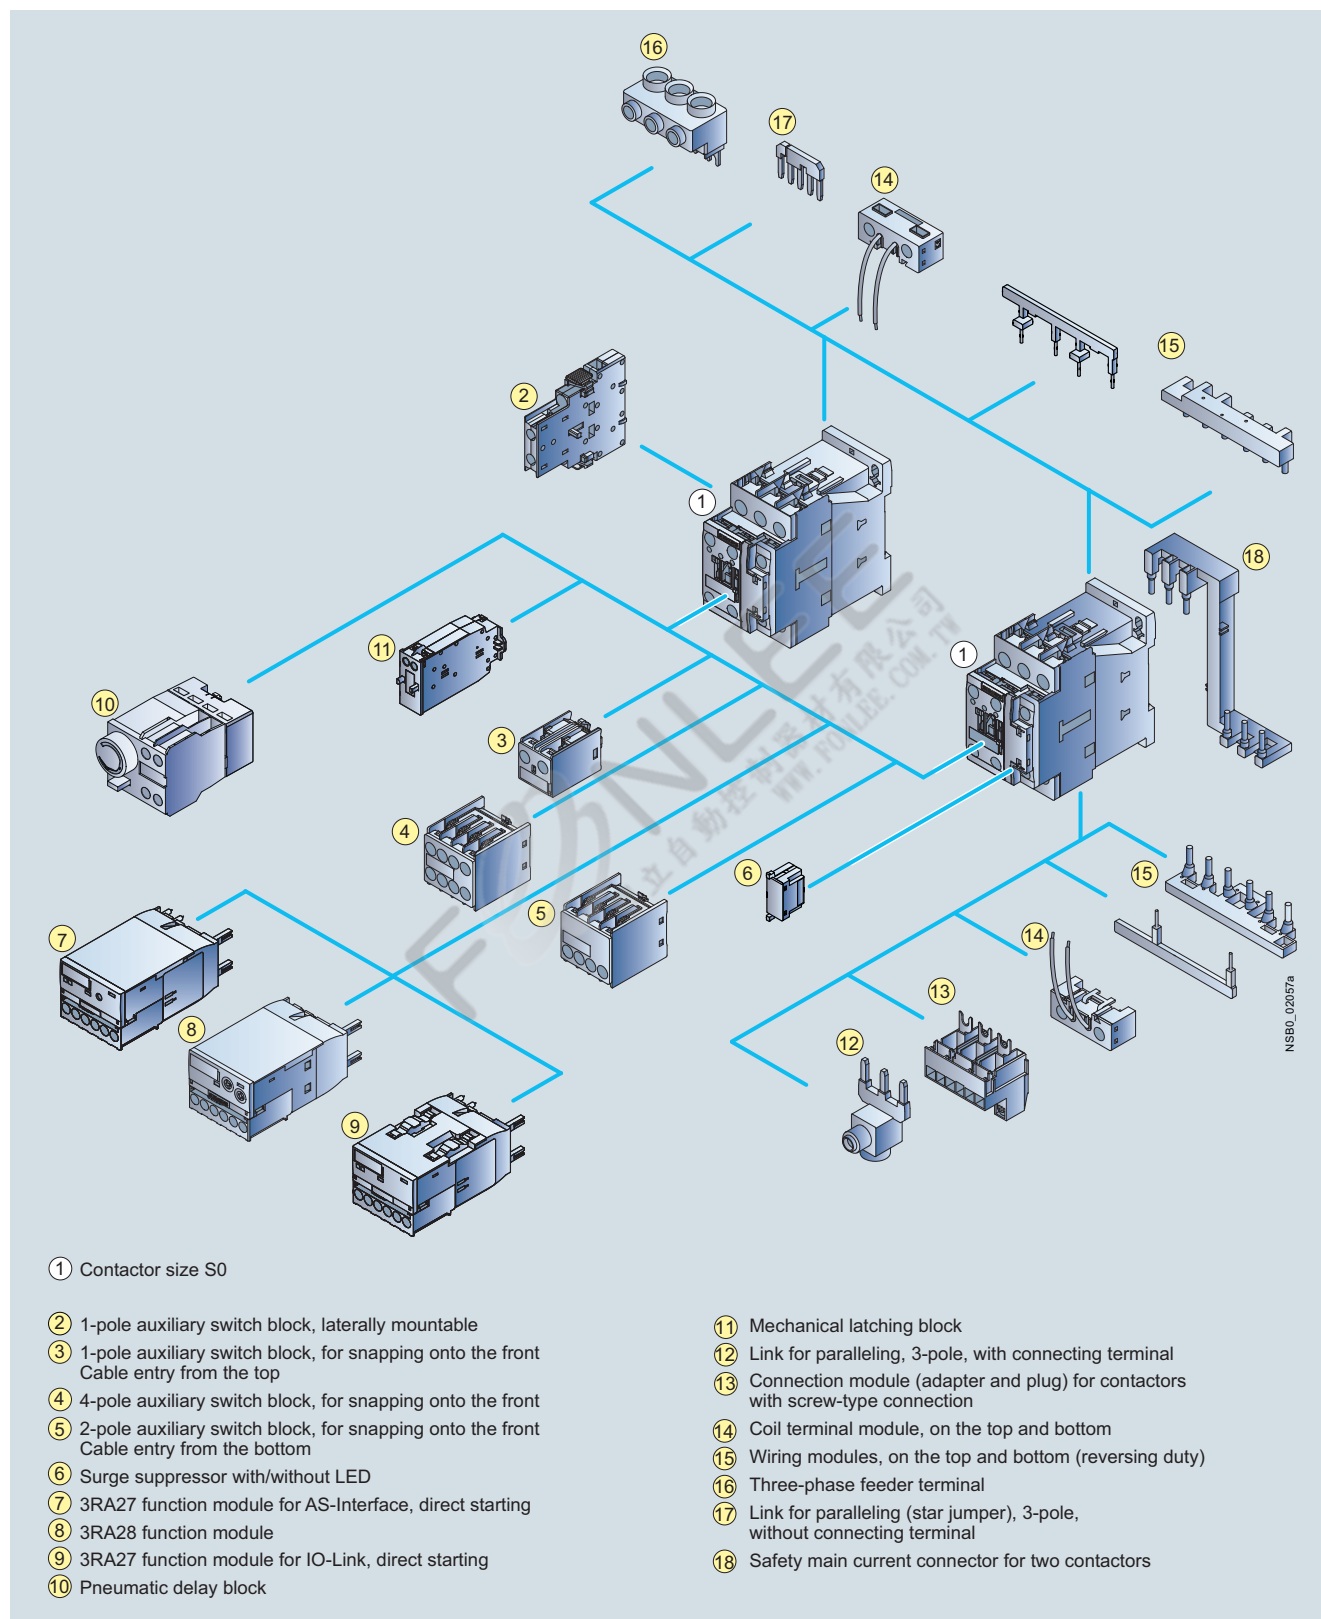 16
17
14
15
2
1
18
11
1
10
3
4
6
5
15
7
14
8
13
12
9
NSB0_02057a
FONLEE
WWW.FONLEE.COM.TW
1 Contactor size S0
2 1-pole auxiliary switch block, laterally mountable
3 1-pole auxiliary switch block, for snapping onto the front
Cable entry from the top
4 4-pole auxiliary switch block, for snapping onto the front
5 2-pole auxiliary switch block, for snapping onto the front
Cable entry from the bottom
6 Surge suppressor with/without LED
7 3RA27 function module for AS-Interface, direct starting
8 3RA28 function module
9 3RA27 function module for IO-Link, direct starting
10 Pneumatic delay block
11 Mechanical latching block
12 Link for paralleling, 3-pole, with connecting terminal
13 Connection module (adapter and plug) for contactors
with screw-type connection
14 Coil terminal module, on the top and bottom
15 Wiring modules, on the top and bottom (reversing duty)
16 Three-phase feeder terminal
17 Link for paralleling (star jumper), 3-pole,
without connecting terminal
18 Safety main current connector for two contactors